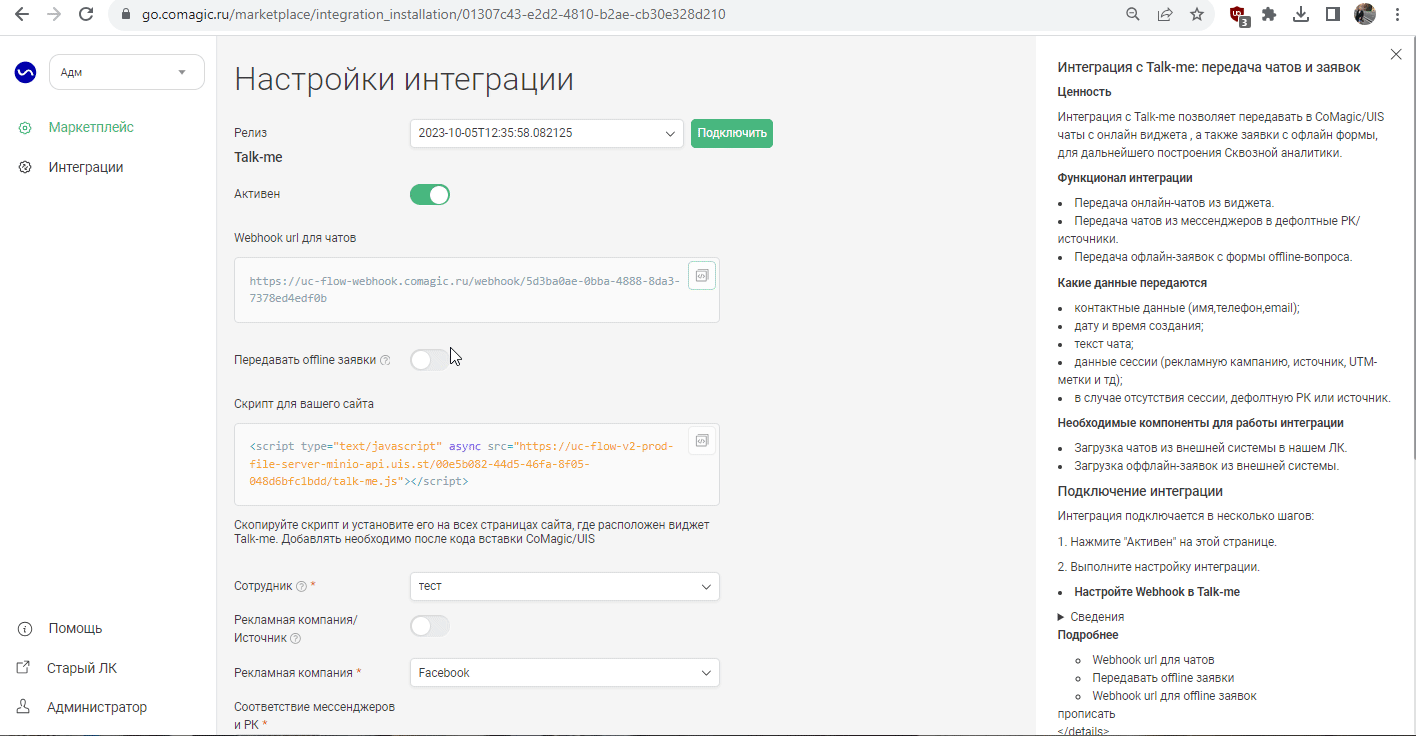 go.comagic.ru/marketplace/integration_installation/01307c43-e2d2-4810-b2ae-cb30e328d210
3
Адм
Маркетплейс
Интеграции
Помощь
Старый ЛК
Администратор
Настройки интеграции
Релиз
2023-10-05T12:35:58.082125
Подключить
Talk-me
Активен
Webhook url для чатов
https://uc-flow-webhook.comagic.ru/webhook/5d3ba0ae-0bba-4888-8da3-
7378ed4edf0b
Передавать offline заявки
Скрипт для вашего сайта
<script type="text/javascript" async src="https://uc-flow-v2-prod-
file-server-minio-api.uis.st/00e5b082-44d5-46fa-8f05-
048d6bfc1bdd/talk-me.js"></script>
Скопируйте скрипт и установите его на всех страницах сайта, где расположен виджет
Talk-me. Добавлять необходимо после кода вставки CoMagic/UIS
Сотрудник ? *
тест
Рекламная компания/
Источник ?
Рекламная компания *
Facebook
Соответствие мессенджеров
и РК *
Интеграция с Talk-me: передача чатов и заявок
Ценность
Интеграция с Talk-me позволяет передавать в CoMagic/UIS
чаты с онлайн виджета , а также заявки с офлайн формы,
для дальнейшего построения Сквозной аналитики.
Функционал интеграции
• Передача онлайн-чатов из виджета.
• Передача чатов из мессенджеров в дефолтные РК/
источники.
• Передача офлайн-заявок с формы offline-вопроса.
Какие данные передаются
• контактные данные (имя,телефон,email);
• дату и время создания;
• текст чата;
• данные сессии (рекламную кампанию, источник, UTM-
метки и тд);
• в случае отсутствия сессии, дефолтную РК или источник.
Необходимые компоненты для работы интеграции
• Загрузка чатов из внешней системы в нашем ЛК.
• Загрузка оффлайн-заявок из внешней системы.
Подключение интеграции
Интеграция подключается в несколько шагов:
1. Нажмите "Активен" на этой странице.
2. Выполните настройку интеграции.
• Настройте Webhook в Talk-me
▶ Сведения
Подробнее
○ Webhook url для чатов
○ Передавать offline заявки
○ Webhook url для offline заявок
прописать
</details>